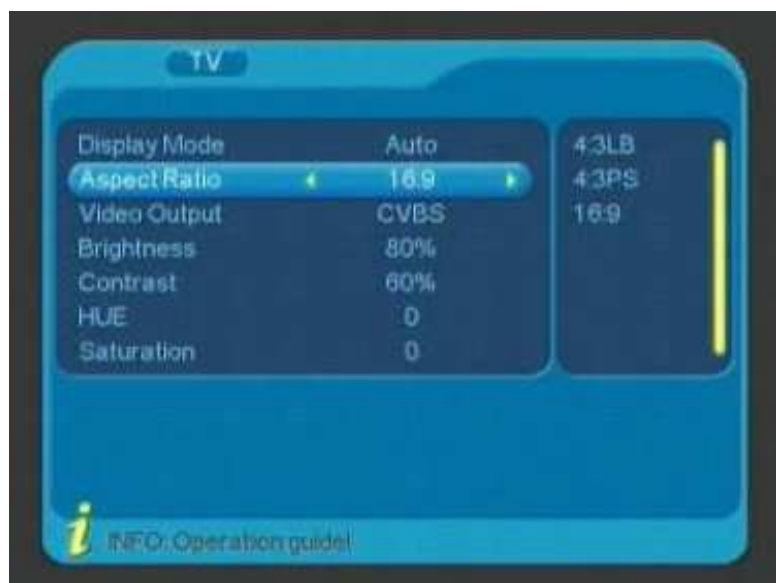 TV
Display Mode Auto
Aspect Ratio 16:9
Video Output CVBS
Brightness 80%
Contrast 60%
HUE 0
Saturation 0
4:3LB
4:3PS
16:9
i INFO: Operation guide!